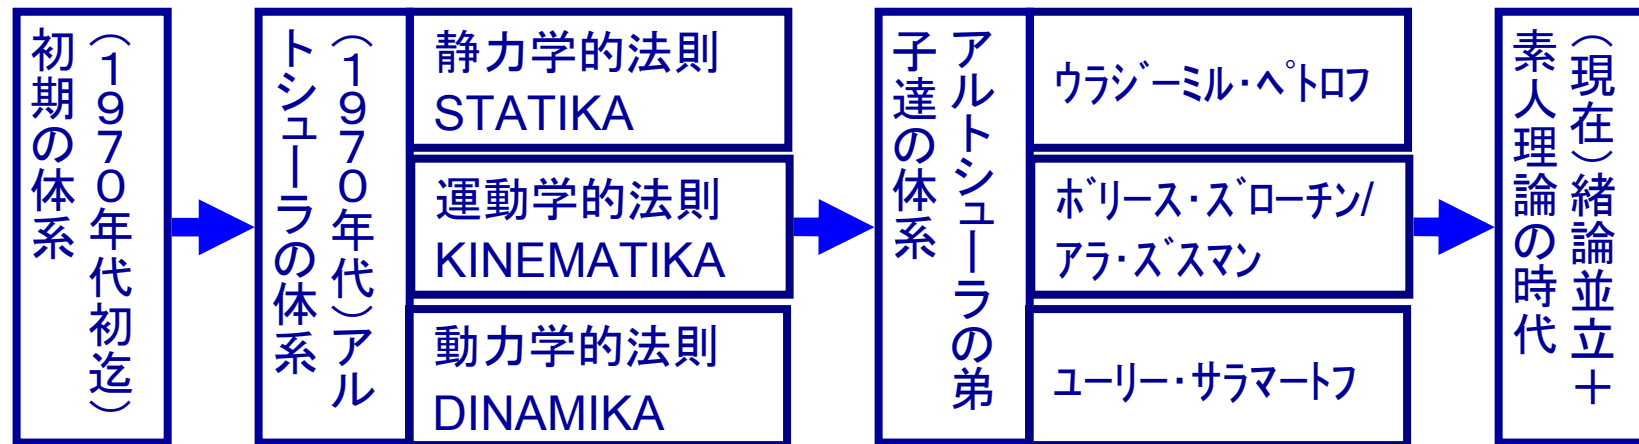 （１９７０年代初迄）
初期の体系
（１９７０年代）アル
トシューラの体系
静力学的法則
STATIKA
運動学的法則
KINEMATIKA
動力学的法則
DINAMIKA
アルトシューラの弟
子達の体系
ウラジーミル・ペトロフ
ボリース・ズローチン/
アラ・ズスマン
ユーリー・サラマートフ
（現在）緒論並立＋
素人理論の時代